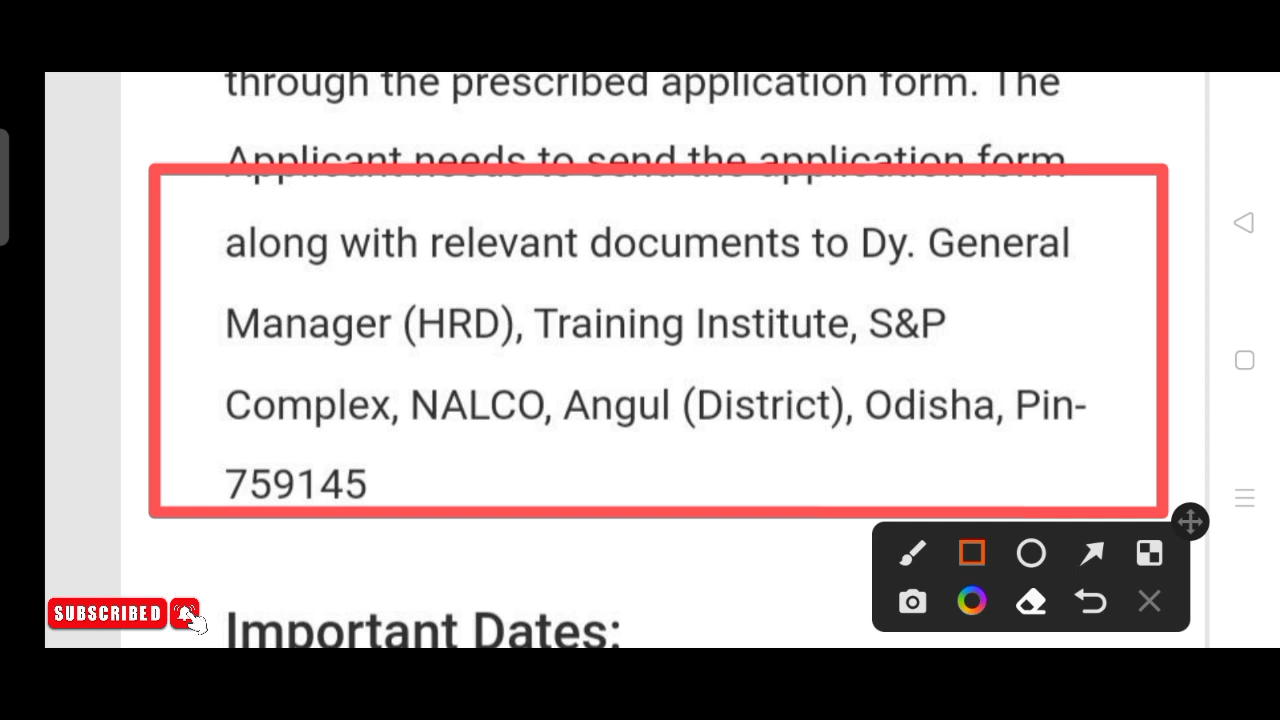 through the prescribed application form. The
Applicant needs to send the application form
along with relevant documents to Dy. General
Manager (HRD), Training Institute, S&P
Complex, NALCO, Angul (District), Odisha, Pin-
759145
Important Dates:
SUBSCRIBED